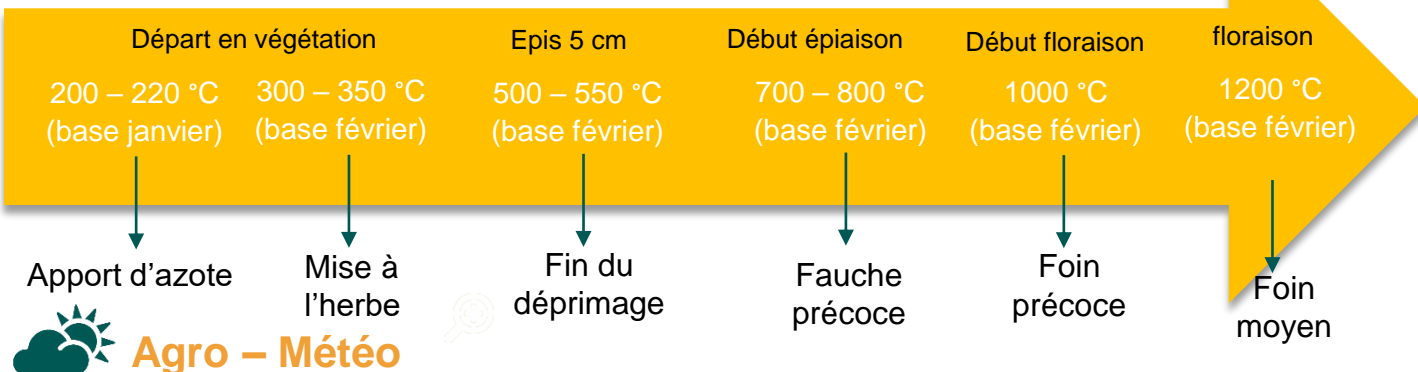 Départ en végétation
Epis 5 cm
Début épiaison
Début floraison
floraison
200 – 220 °C
(base janvier)
300 – 350 °C
(base février)
500 – 550 °C
(base février)
700 – 800 °C
(base février)
1000 °C
(base février)
1200 °C
(base février)
Apport d’azote
Mise à
l’herbe
Fin du
déprimage
Fauche
précoce
Foin
précoce
Foin
moyen
Agro – Météo